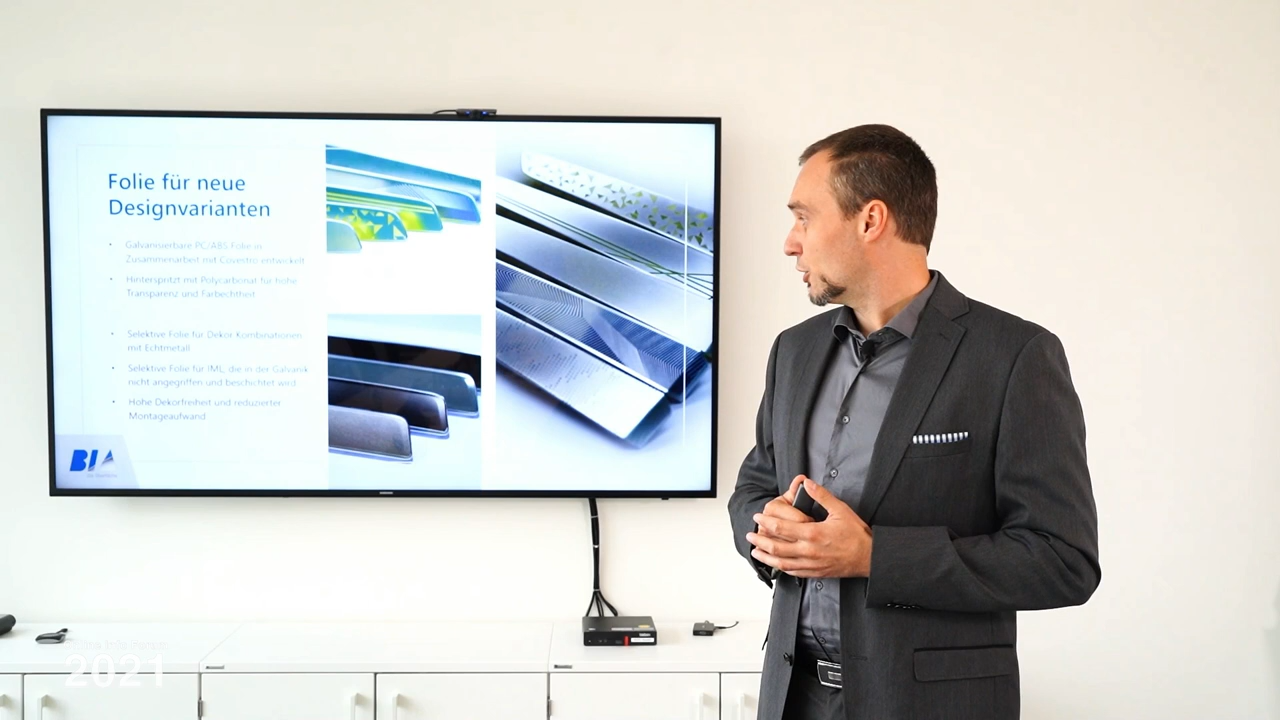 Folie für neue
Designvarianten
• Galvanisierbare PC/ABS Folie in
Zusammenarbeit mit Covestro entwickelt
• Hinterspritzt mit Polycarbonat für hohe
Transparenz und Farbechtheit
• Selektive Folie für Dekor-Kombinationen
mit Echtmetall
• Selektive Folie für IML, die in der Galvanik
nicht angegriffen und beschichtet wird
• Hohe Dekorfreiheit und reduzierter
Montageaufwand
BIA
SAMSUNG
2021